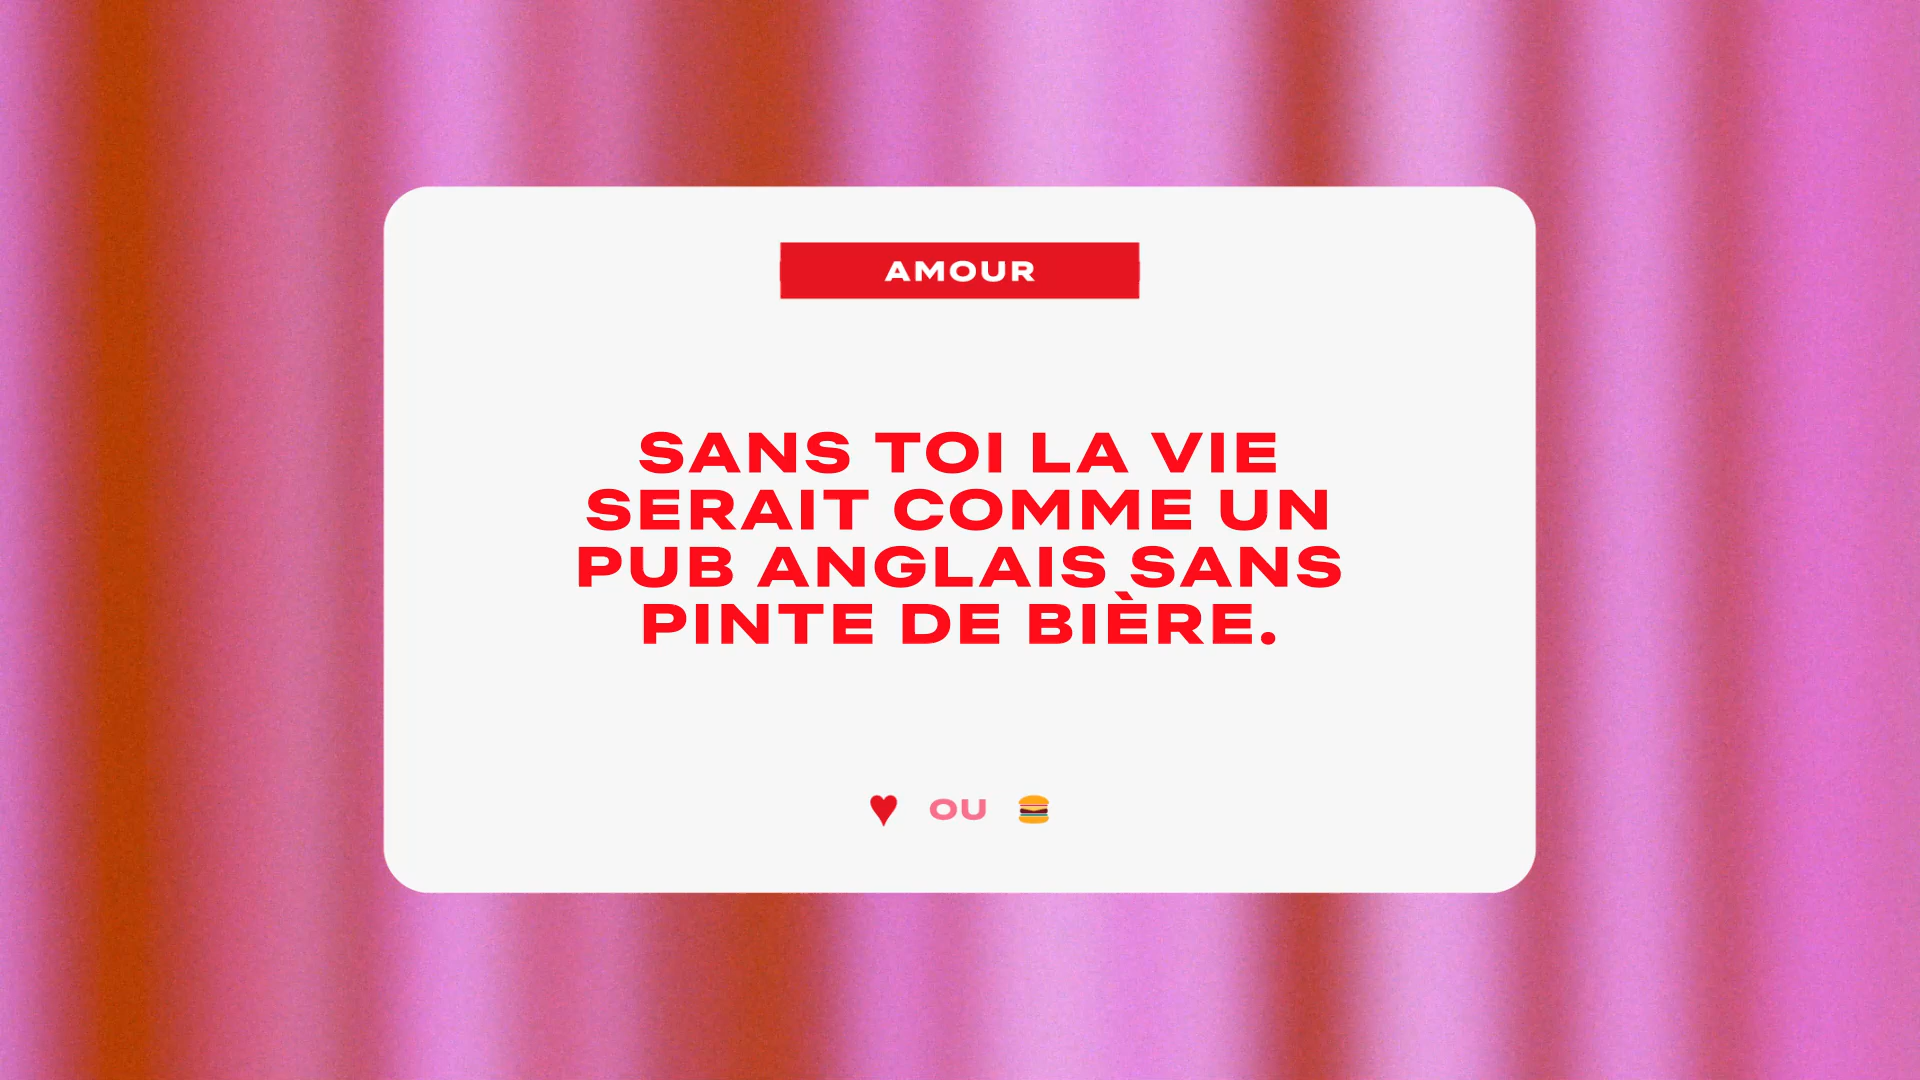 AMOUR
SANS TOI LA VIE
SERAIT COMME UN
PUB ANGLAIS SANS
PINTE DE BIÈRE.
♥ OU 🍔